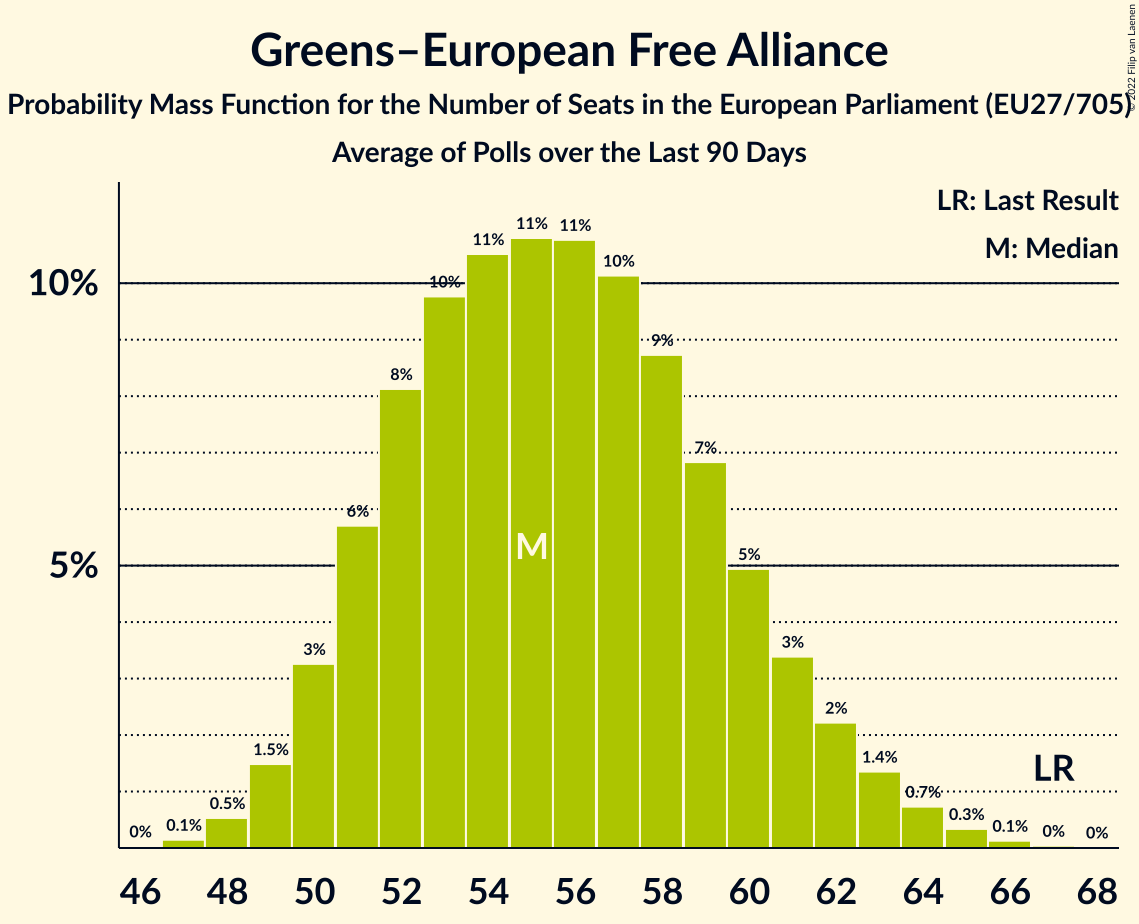 Greens–European Free Alliance
Probability Mass Function for the Number of Seats in the European Parliament (EU27/705)
Average of Polls over the Last 90 Days
© 2022 Filip van Laenen
LR: Last Result
M: Median
10%
5%
0%
0.1%
0.5%
1.5%
3%
6%
8%
10%
11%
11%
11%
10%
9%
7%
5%
3%
2%
1.4%
0.7%
0.3%
0.1%
0%
0%
M
LR
46 48 50 52 54 56 58 60 62 64 66 68